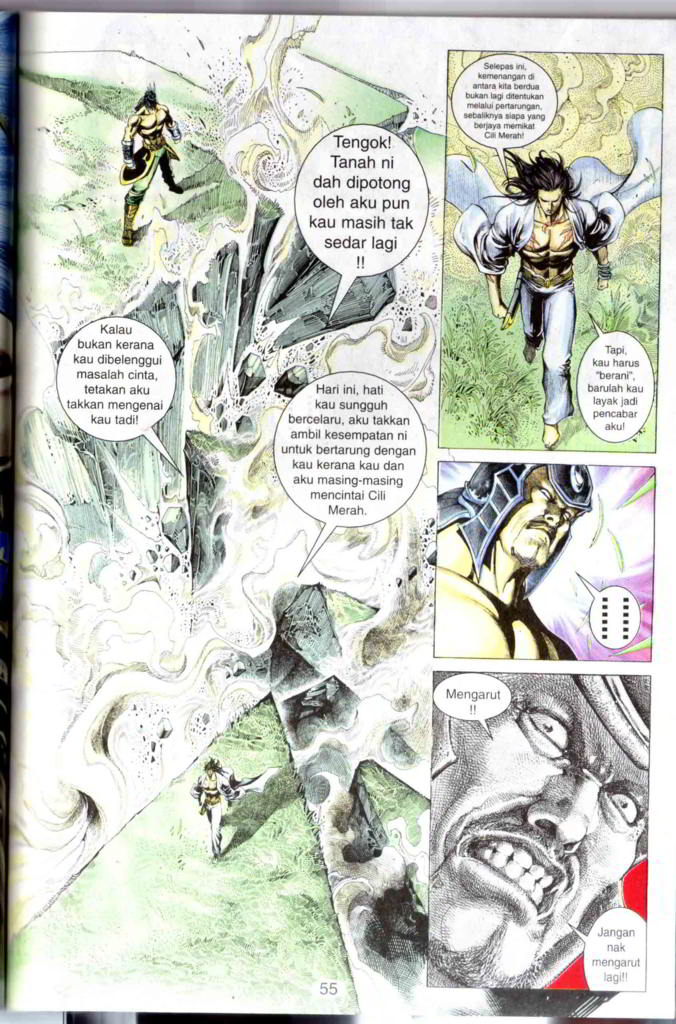 Tengok!
Tanah ni
dah dipotong
oleh aku pun
kau masih tak
sedar lagi
!!
Kalau
bukan kerana
kau dibelenggui
masalah cinta,
tetakan aku
takkan mengenai
kau tadi!
Hari ini, hati
kau sungguh
bercelaru, aku takkan
ambil kesempatan ni
untuk bertarung dengan
kau kerana kau dan
aku masing-masing
mencintai Cili
Merah.
Selepas ini,
kemenangan di
antara kita berdua
bukan lagi ditentukan
melalui pertarungan,
sebaliknya siapa yang
berjaya memikat
Cili Merah!
Tapi,
kau harus
"berani",
barulah kau
layak jadi
pencabar
aku!
Mengarut
!!
Jangan
nak
mengarut
lagi!!
55